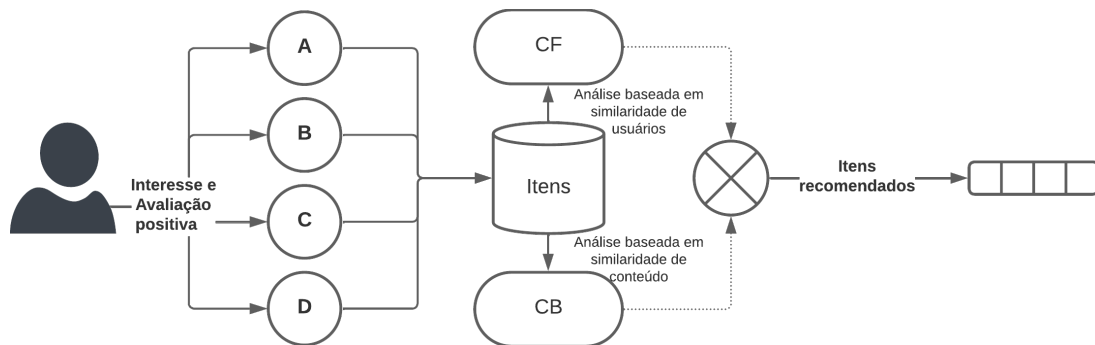 Interesse e
Avaliação
positiva
A
B
C
D
CF
Análise baseada em
similaridade de
usuários
Itens
Análise baseada em
similaridade de
conteúdo
CB
Itens
recomendados